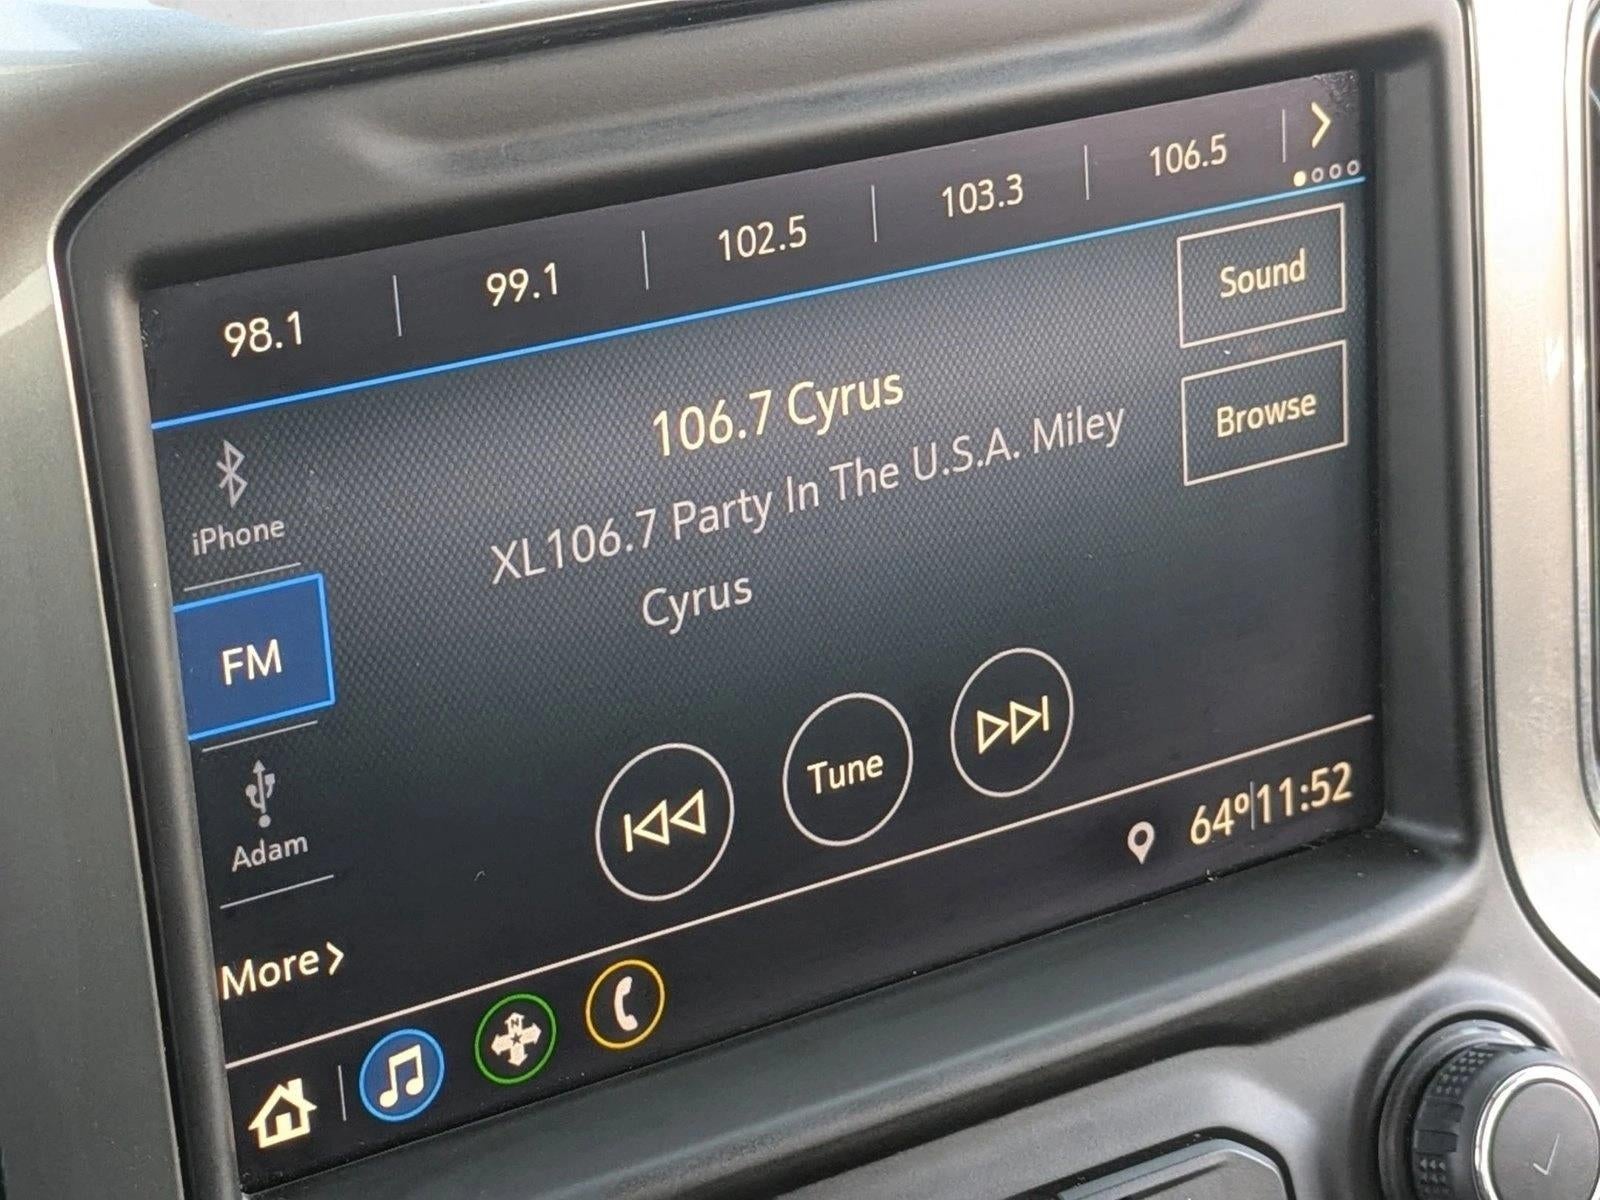 98.1 99.1 102.5 103.3 106.5
Sound
Browse
106.7 Cyrus
XL106.7 Party In The U.S.A. Miley
Cyrus
iPhone
FM
Adam
More
Tune
64° 11:52
N